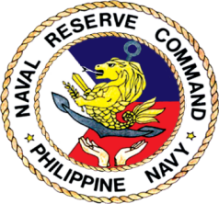 NAVAL RESERVE COMMAND
PHILIPPINE NAVY